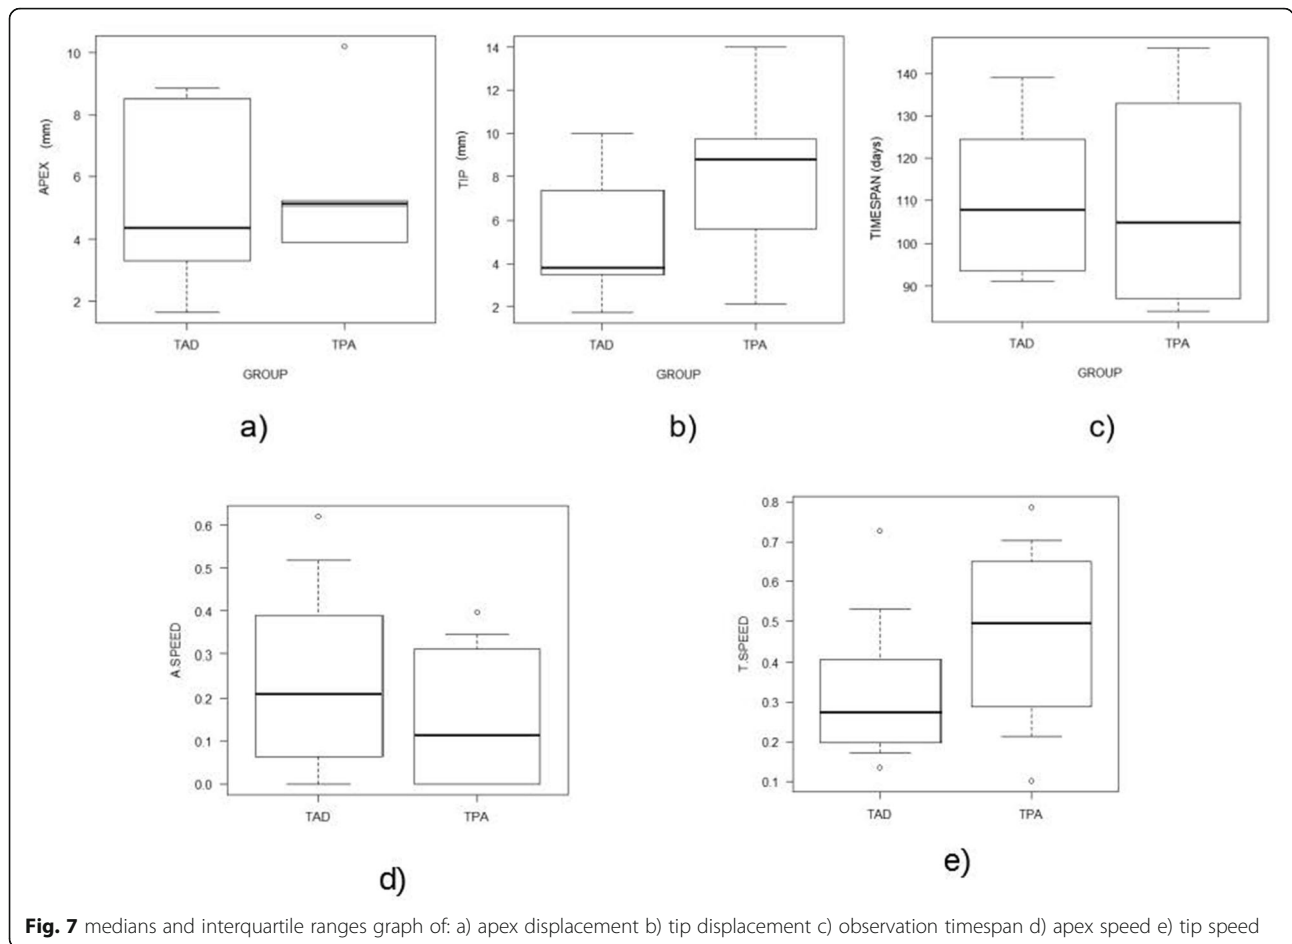 APEX (mm)
10
8
6
4
2
TAD TPA
GROUP
a)
TIP (mm)
14
12
10
8
6
4
2
TAD TPA
GROUP
b)
TIMESPAN (days)
140
130
120
110
100
90
TAD TPA
GROUP
c)
A.SPEED
0.6
0.5
0.4
0.3
0.2
0.1
0.0
TAD TPA
d)
T.SPEED
0.8
0.7
0.6
0.5
0.4
0.3
0.2
0.1
TAD TPA
e)
Fig. 7 medians and interquartile ranges graph of: a) apex displacement b) tip displacement c) observation timespan d) apex speed e) tip speed